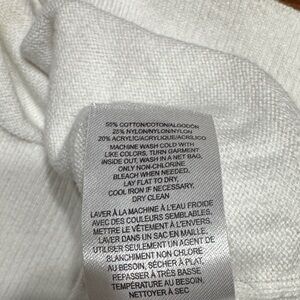 55% COTTON/COTON/ALGODÓN
25% NYLON/NYLON/NYLON
20% ACRYLIC/ACRYLIQUE/ACRÍLICO
MACHINE WASH COLD WITH
LIKE COLORS, TURN GARMENT
INSIDE OUT, WASH IN A NET BAG,
ONLY NON-CHLORINE
BLEACH WHEN NEEDED,
LAY FLAT TO DRY,
COOL IRON IF NECESSARY,
DRY CLEAN
LAVER À LA MACHINE À L'EAU FROIDE
AVEC DES COULEURS SEMBLABLES,
METTRE LE VÊTEMENT À L'ENVERS,
LAVER DANS UN SAC EN MAILLE,
UTILISER SEULEMENT UN AGENT DE
BLANCHIMENT NON CHLORÉ
AU BESOIN, SÉCHER À PLAT,
REPASSER À TRÈS BASSE
TEMPÉRATURE AU BESOIN,
NETTOYER À SEC